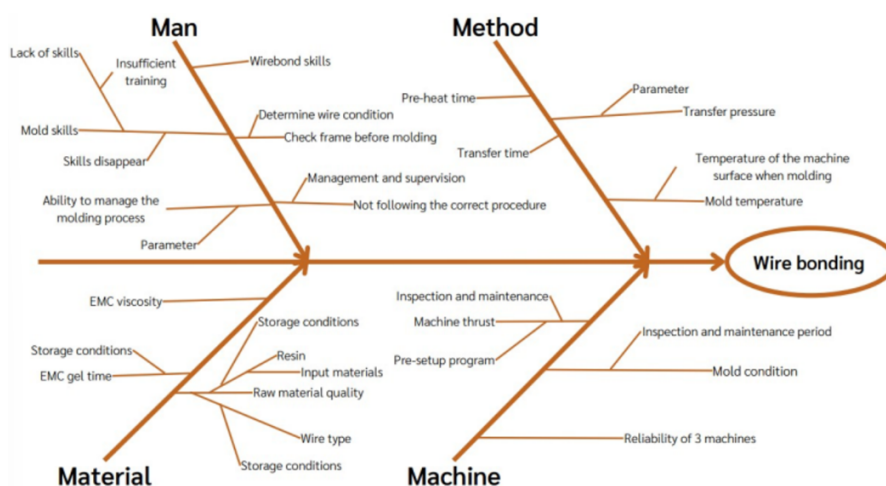 Man
Method
Lack of skills
Insufficient
training
Wirebond skills
Mold skills
Skills disappear
Determine wire condition
Check frame before molding
Ability to manage the
molding process
Parameter
Management and supervision
Not following the correct procedure
Pre-heat time
Parameter
Transfer pressure
Transfer time
Temperature of the machine
surface when molding
Mold temperature
Wire bonding
EMC viscosity
Storage conditions
EMC gel time
Storage conditions
Resin
Input materials
Raw material quality
Wire type
Storage conditions
Inspection and maintenance
Machine thrust
Pre-setup program
Inspection and maintenance period
Mold condition
Reliability of 3 machines
Material
Machine